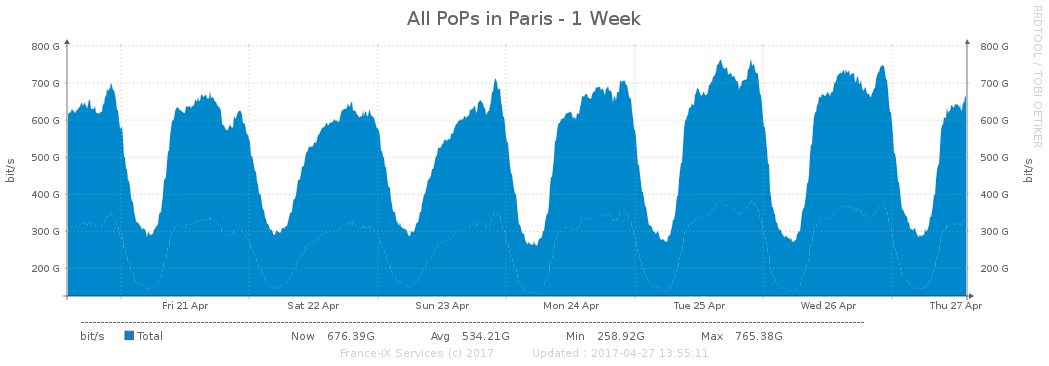 All PoPs in Paris - 1 Week
RRDTOOL / TOBI OETIKER
800 G
800 G
700 G
700 G
600 G
600 G
500 G
500 G
400 G
400 G
300 G
300 G
200 G
200 G
bit/s
bit/s
Fri 21 Apr
Sat 22 Apr
Sun 23 Apr
Mon 24 Apr
Tue 25 Apr
Wed 26 Apr
Thu 27 Apr
bit/s Total Now 676.39G Avg 534.21G Min 258.92G Max 765.38G
France-IX Services (c) 2017 Updated : 2017-04-27 13:55:11